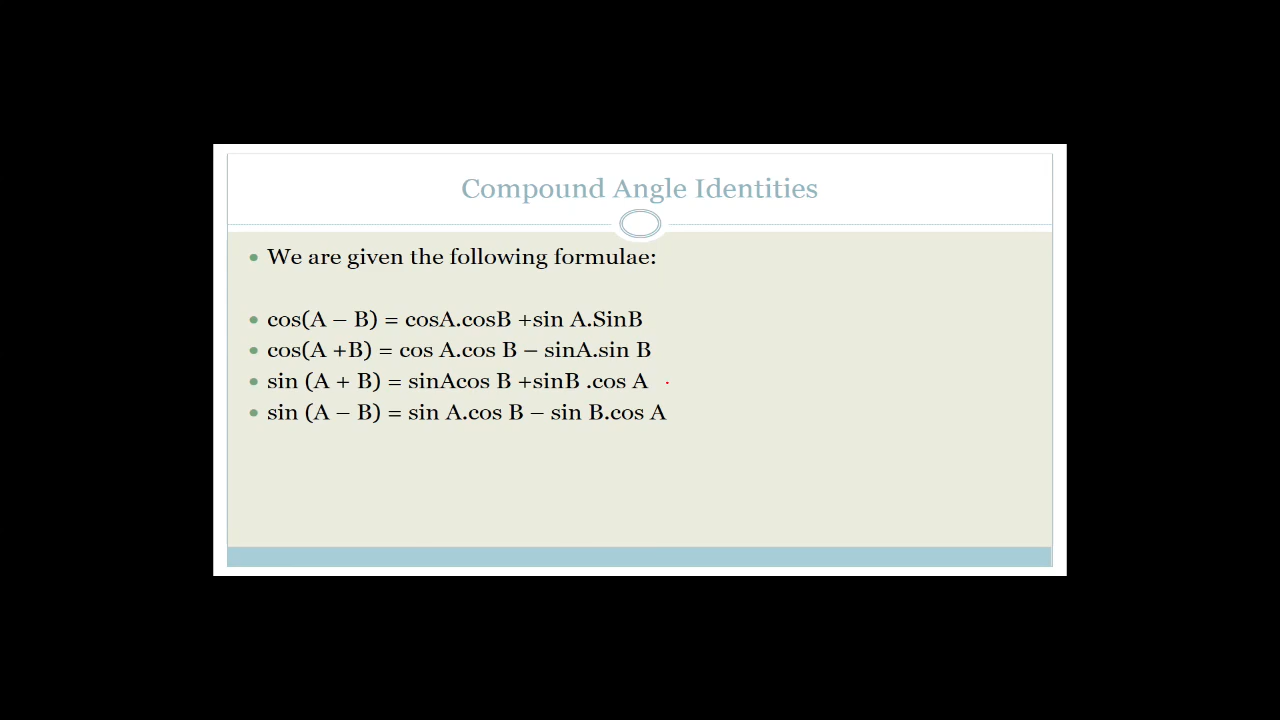 Compound Angle Identities
• We are given the following formulae:
• cos(A – B) = cosA.cosB +sin A.SinB
• cos(A +B) = cos A.cos B – sinA.sin B
• sin (A + B) = sinAcos B +sinB .cos A
• sin (A – B) = sin A.cos B – sin B.cos A